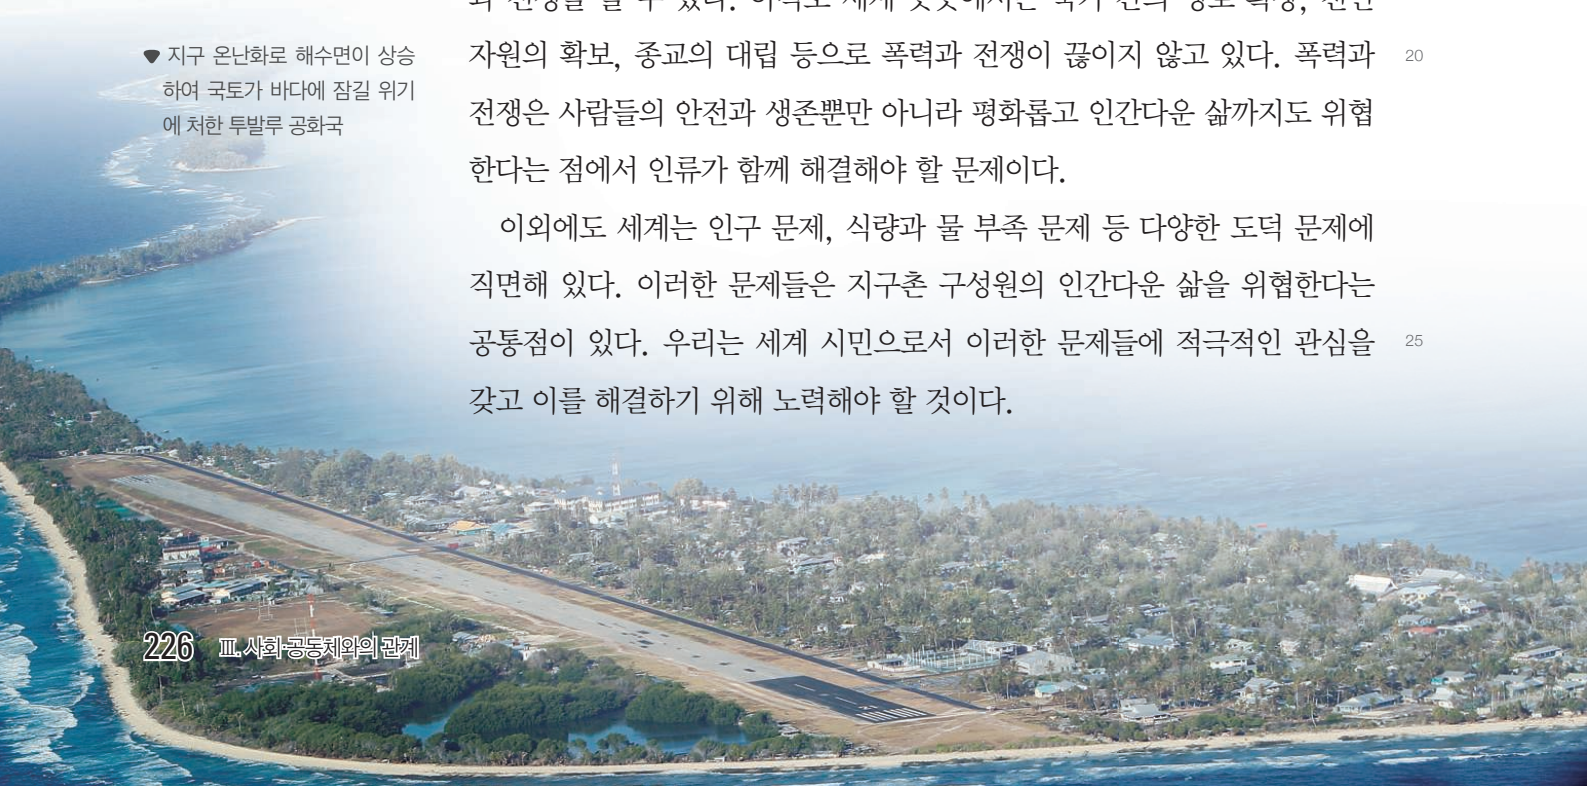 자원의 확보, 종교의 대립 등으로 폭력과 전쟁이 끊이지 않고 있다. 폭력과
20
전쟁은 사람들의 안전과 생존뿐만 아니라 평화롭고 인간다운 삶까지도 위협
한다는 점에서 인류가 함께 해결해야 할 문제이다.
이외에도 세계는 인구 문제, 식량과 물 부족 문제 등 다양한 도덕 문제에
직면해 있다. 이러한 문제들은 지구촌 구성원의 인간다운 삶을 위협한다는
공통점이 있다. 우리는 세계 시민으로서 이러한 문제들에 적극적인 관심을
25
갖고 이를 해결하기 위해 노력해야 할 것이다.
▼ 지구 온난화로 해수면이 상승
하여 국토가 바다에 잠길 위기
에 처한 투발루 공화국
226 Ⅲ. 사회·공동체와의 관계